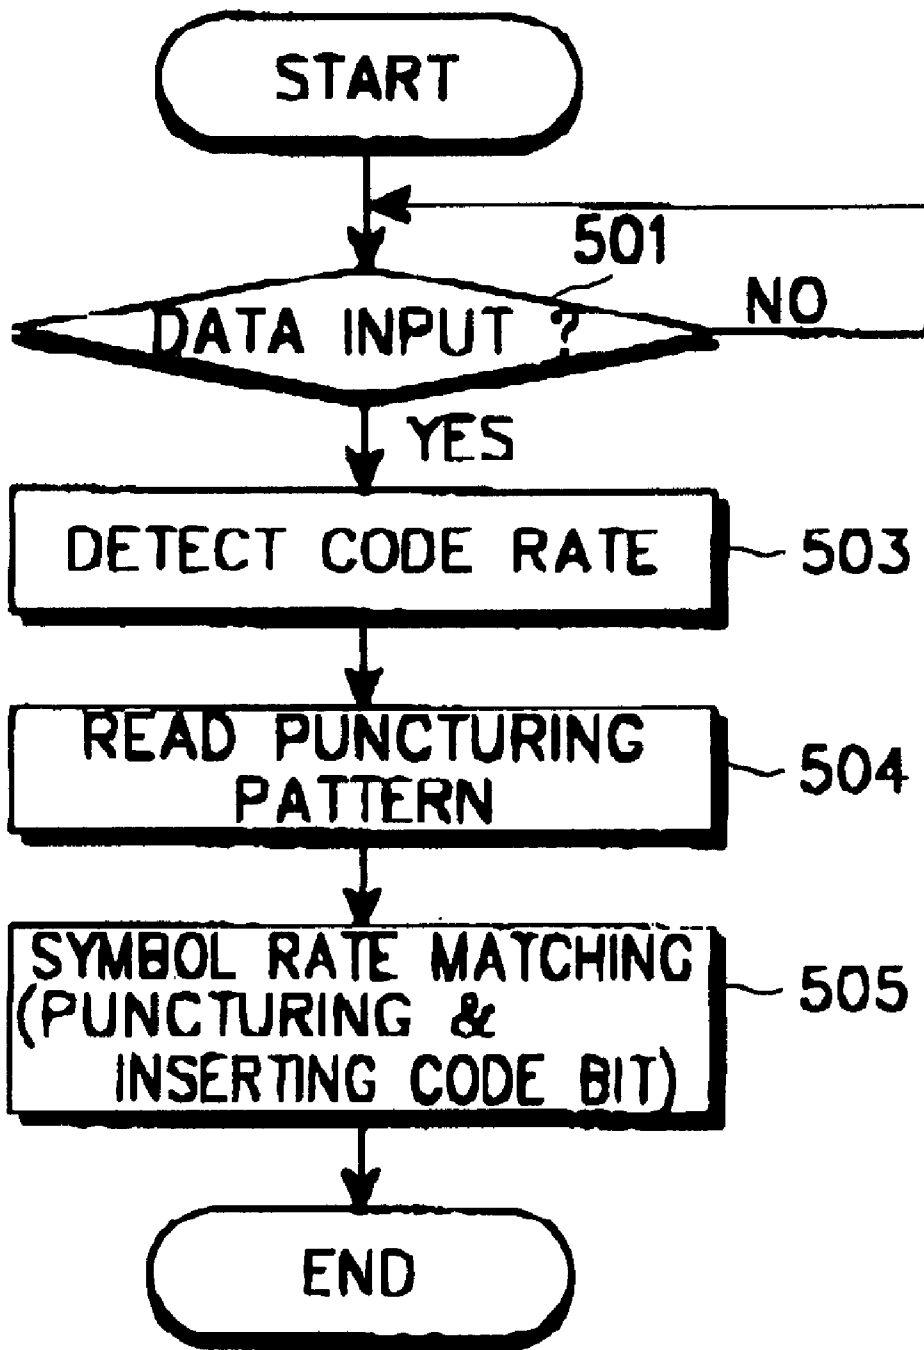 START
501
DATA INPUT ?
NO
YES
DETECT CODE RATE
503
READ PUNCTURING
PATTERN
504
SYMBOL RATE MATCHING
(PUNCTURING &
INSERTING CODE BIT)
505
END